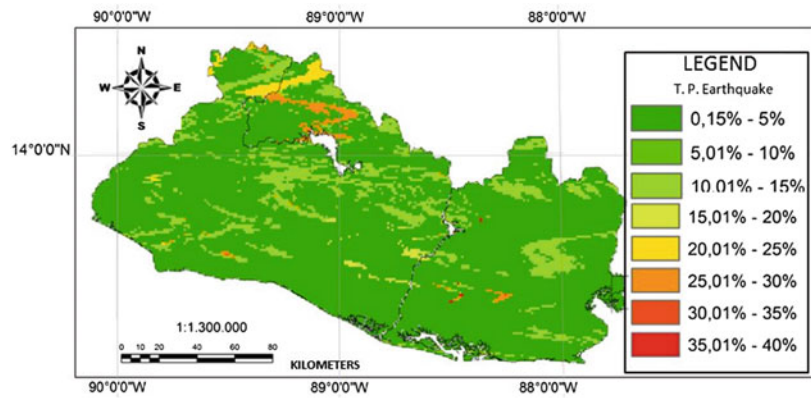 90°0'0"W 89°0'0"W 88°0'0"W
N
W E
S
14°0'0"N
LEGEND
T. P. Earthquake
0,15% - 5%
5,01% - 10%
10.01% - 15%
15,01% - 20%
20,01% - 25%
25,01% - 30%
30,01% - 35%
35,01% - 40%
1:1.300.000
0 10 20 40 60 80
KILOMETERS
90°0'0"W 89°0'0"W 88°0'0"W